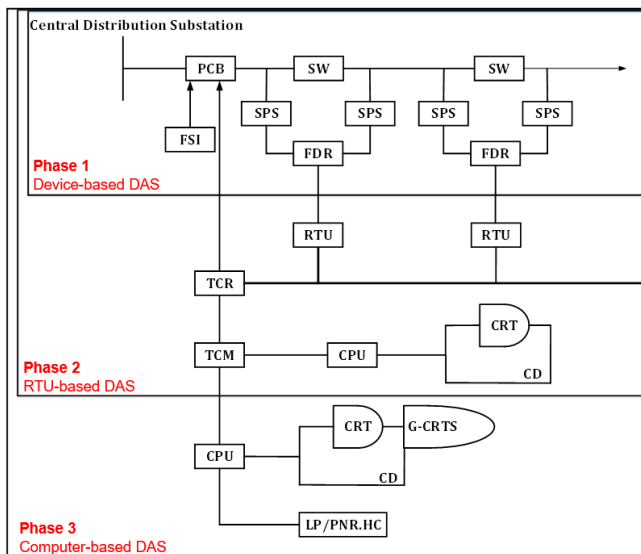 Central Distribution Substation
PCB
SW
SW
SPS
SPS
SPS
SPS
FSI
FDR
FDR
Phase 1
Device-based DAS
RTU
RTU
TCR
CRT
TCM
CPU
CD
Phase 2
RTU-based DAS
CRT
G-CRTS
CPU
CD
LP/PNR.HC
Phase 3
Computer-based DAS